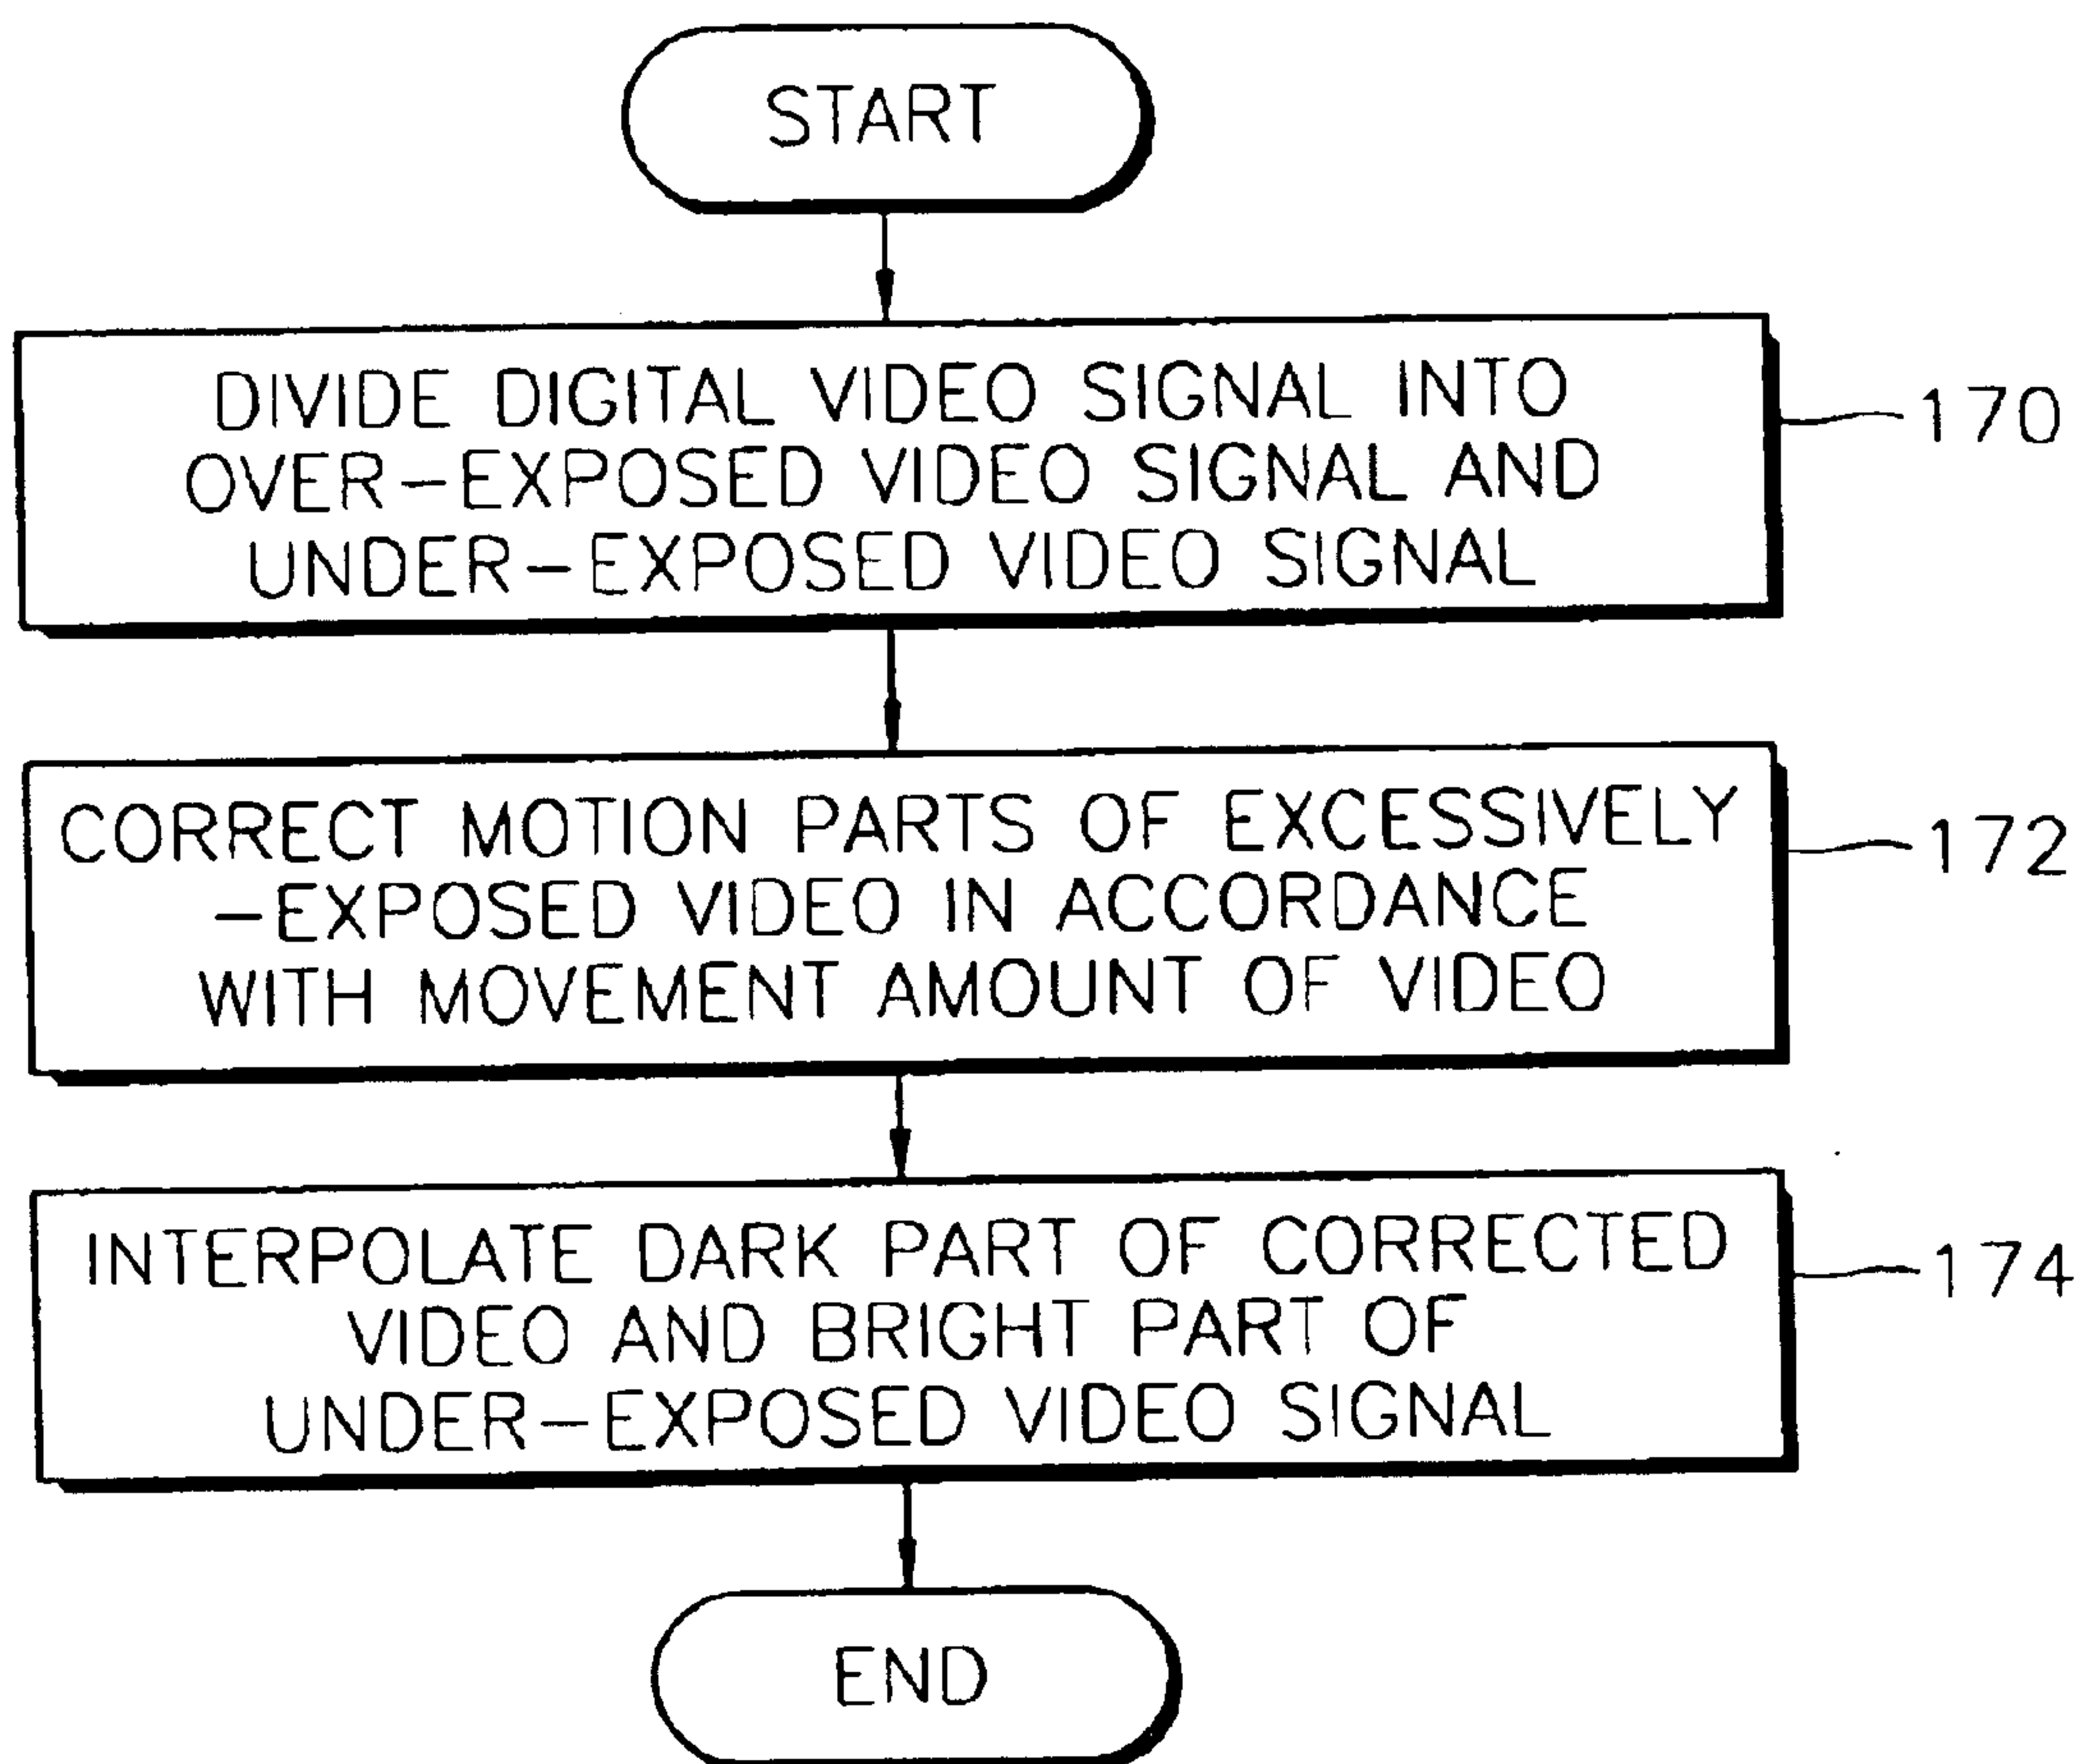 START
DIVIDE DIGITAL VIDEO SIGNAL INTO
OVER-EXPOSED VIDEO SIGNAL AND
UNDER-EXPOSED VIDEO SIGNAL
170
CORRECT MOTION PARTS OF EXCESSIVELY
-EXPOSED VIDEO IN ACCORDANCE
WITH MOVEMENT AMOUNT OF VIDEO
172
INTERPOLATE DARK PART OF CORRECTED
VIDEO AND BRIGHT PART OF
UNDER-EXPOSED VIDEO SIGNAL
174
END